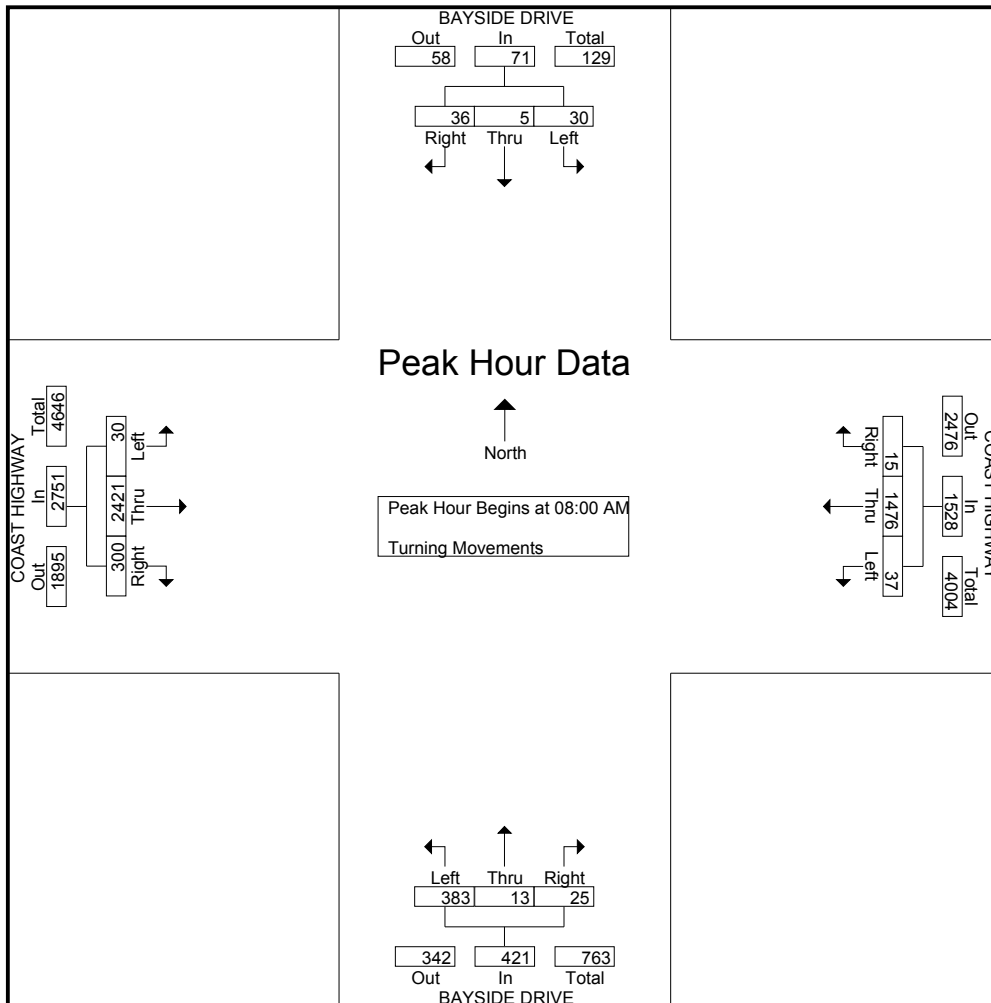 BAYSIDE DRIVE
Out In Total
58 71 129
36 5 30
Right Thru Left
Peak Hour Data
North
Peak Hour Begins at 08:00 AM
Turning Movements
COAST HIGHWAY
Out In Total
1895 2751 4646
30 2421 300
Left Thru Right
COAST HIGHWAY
Out In Total
2476 1528 4004
15 1476 37
Right Thru Left
Left Thru Right
383 13 25
342 421 763
Out In Total
BAYSIDE DRIVE